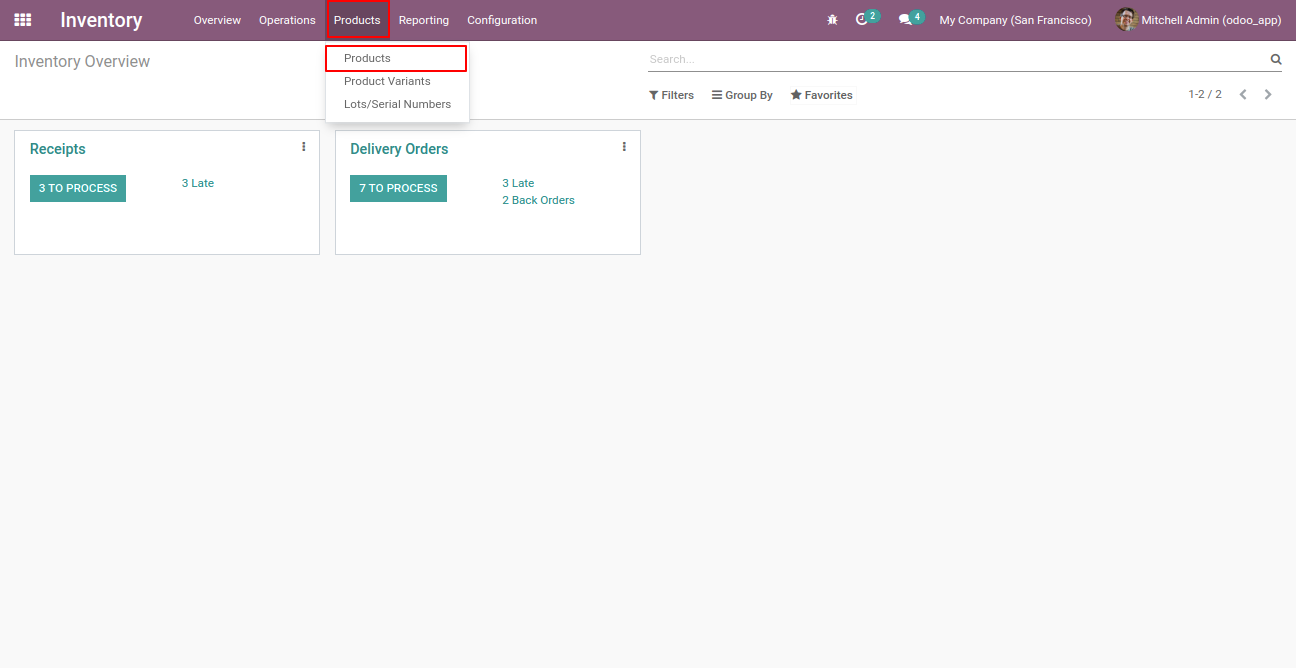 Inventory Overview Operations Products Reporting Configuration 2 4 My Company (San Francisco) Mitchell Admin (odoo_app)
Inventory Overview
Products
Product Variants
Lots/Serial Numbers
Search...
Filters Group By Favorites 1-2 / 2
Receipts
3 TO PROCESS 3 Late
Delivery Orders
7 TO PROCESS 3 Late
2 Back Orders